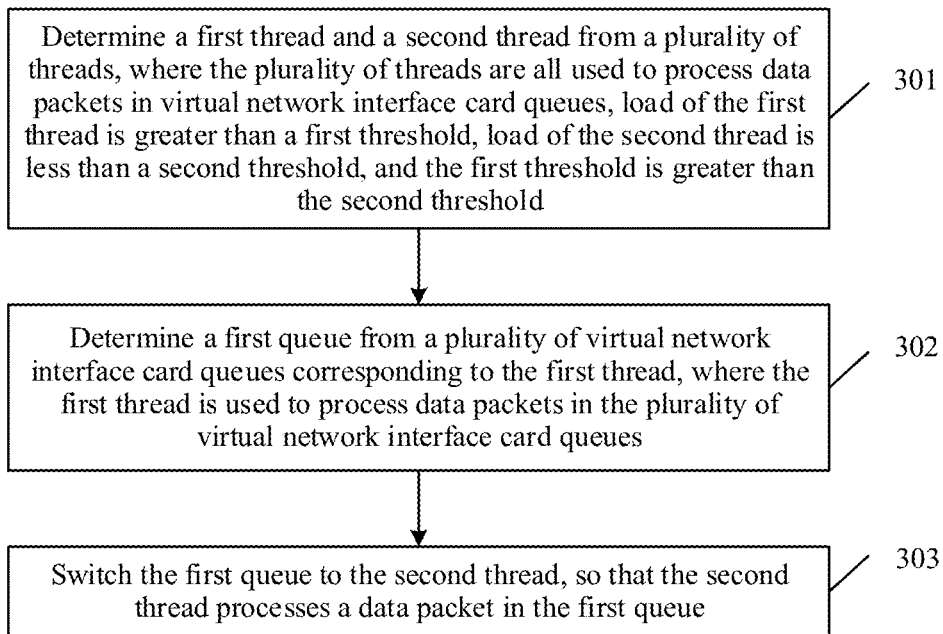 Determine a first thread and a second thread from a plurality of
threads, where the plurality of threads are all used to process data
packets in virtual network interface card queues, load of the first
thread is greater than a first threshold, load of the second thread is
less than a second threshold, and the first threshold is greater than
the second threshold
301
Determine a first queue from a plurality of virtual network
interface card queues corresponding to the first thread, where the
first thread is used to process data packets in the plurality of
virtual network interface card queues
302
Switch the first queue to the second thread, so that the second
thread processes a data packet in the first queue
303